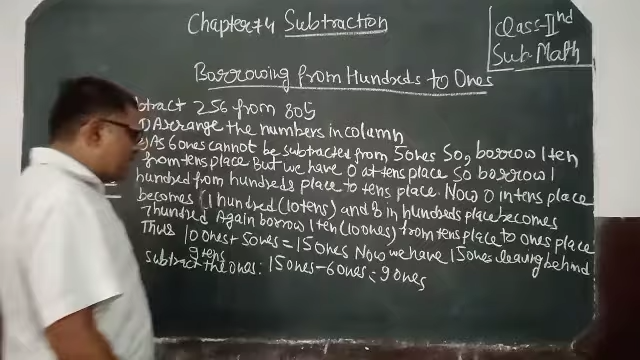 Chapter 4 Subtraction
Class-IInd
Sub-Math
Borrowing from Hundreds to Ones
btract 256 from 805
1) Arrange the numbers in column
) As 6 ones cannot be subtracted from 5 ones So, borrow 1 ten
from tens place But we have 0 at tens place So borrow 1
hundred from hundreds place to tens place. Now 0 in tens place
becomes 1 hundred (10 tens) and 8 in hundreds place becomes
7 hundred Again borrow 1 ten (10 ones) from tens place to ones place
Thus 10 ones + 5 ones = 15 ones Now we have 15 ones leaving behind
9 tens
Subtract the ones: 15 ones - 6 ones = 9 ones